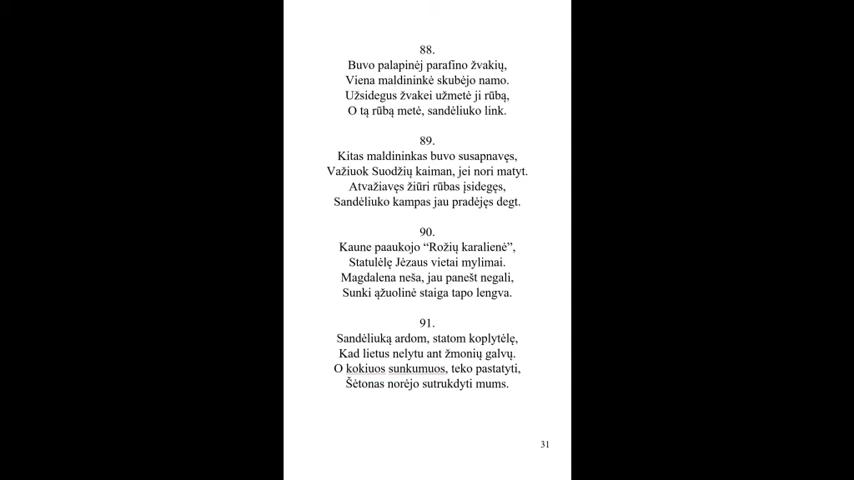 88.
Buvo palapinėj parafino žvakių,
Viena maldininkė skubėjo namo.
Užsidegus žvakei užmetė ji rūbą,
O tą rūbą metė, sandėliuko link.
89.
Kitas maldininkas buvo susapnavęs,
Važiuok Suodžių kaiman, jei nori matyt.
Atvažiavęs žiūri rūbas įsidegęs,
Sandėliuko kampas jau pradėjęs degt.
90.
Kaune paaukojo “Rožių karalienė”,
Statulėlę Jėzaus vietai mylimai.
Magdalena neša, jau panešt negali,
Sunki ąžuolinė staiga tapo lengva.
91.
Sandėliuką ardom, statom koplytėlę,
Kad lietus nelytu ant žmonių galvų.
O kokiuos sunkumuos, teko pastatyti,
Šėtonas norėjo sutrukdyti mums.
31